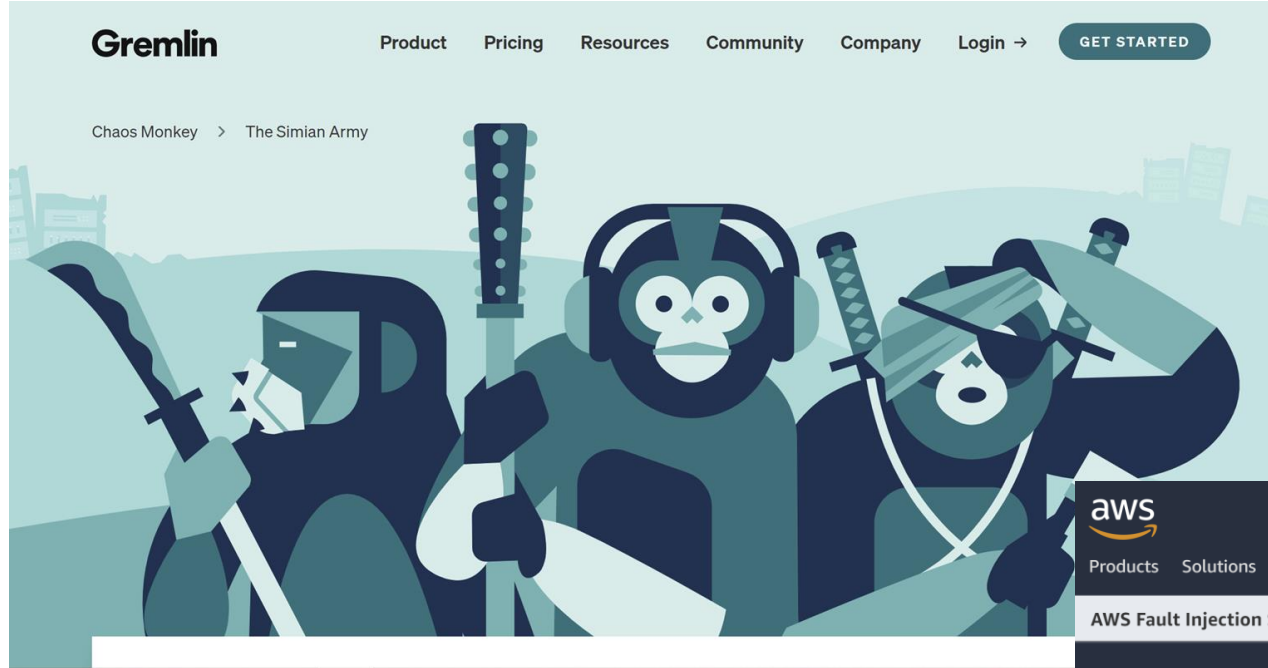 Gremlin Product Pricing Resources Community Company Login → GET STARTED
Chaos Monkey > The Simian Army
aws
Products Solutions
AWS Fault Injection